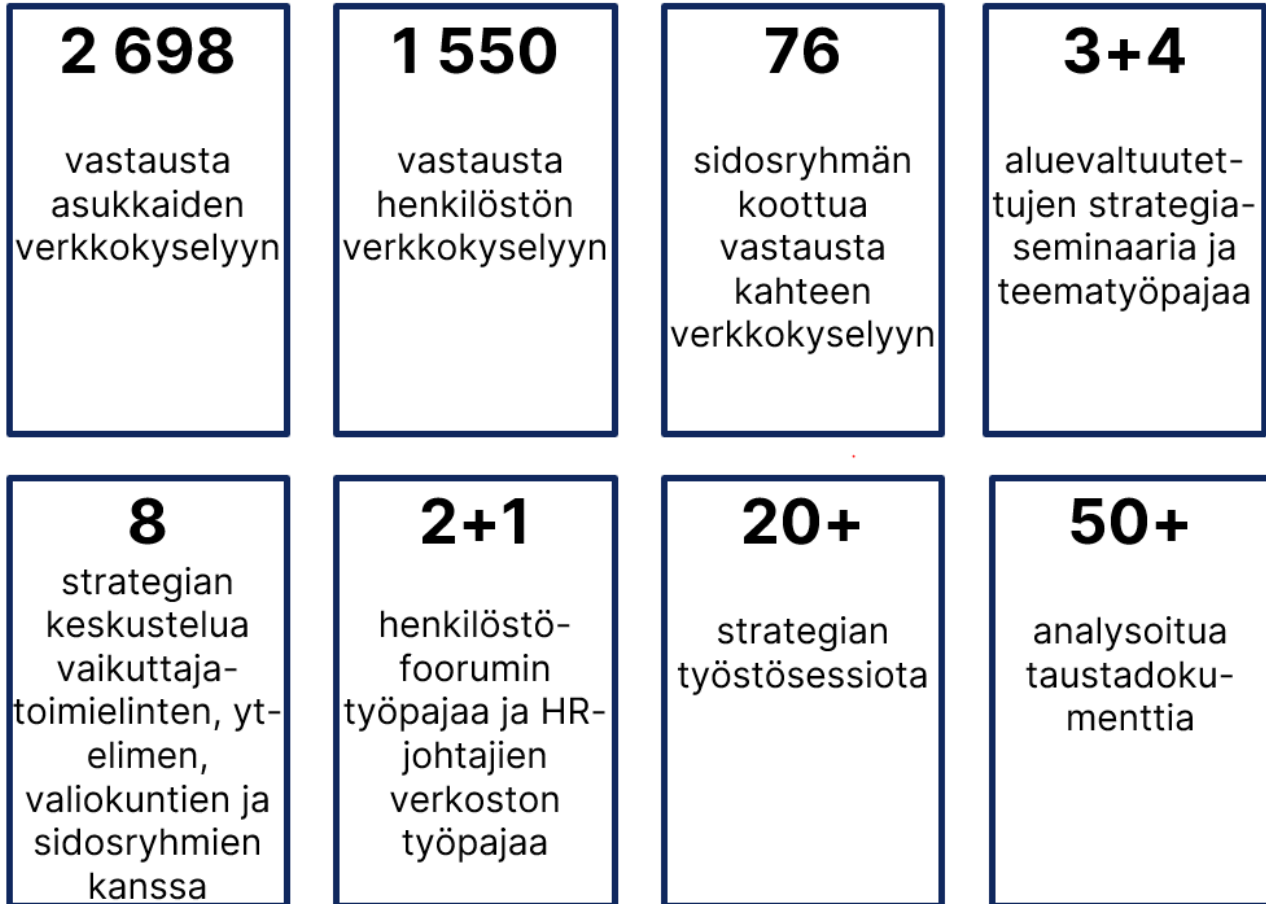 2 698
vastausta
asukkaiden
verkkokyselyyn
1 550
vastausta
henkilöstön
verkkokyselyyn
76
sidosryhmän
koottua
vastausta
kahteen
verkkokyselyyn
3+4
aluevaltuutet-
tujen strategia-
seminaaria ja
teematyöpajaa
8
strategian
keskustelua
vaikuttaja-
toimielinten, yt-
elimen,
valiokuntien ja
sidosryhmien
kanssa
2+1
henkilöstö-
foorumin
työpajaa ja HR-
johtajien
verkoston
työpajaa
20+
strategian
työstösessiota
50+
analysoitua
taustadoku-
menttia